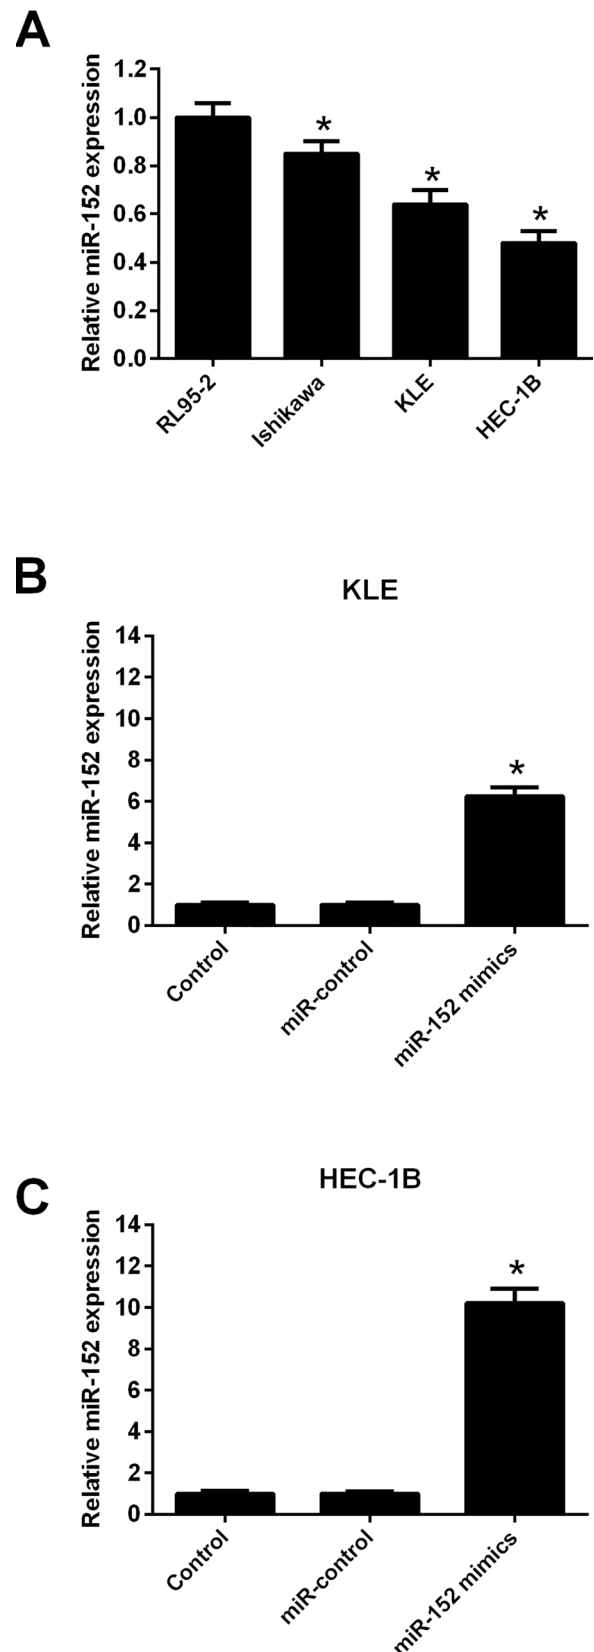 A
Relative miR-152 expression
1.2
1.0
0.8
0.6
0.4
0.2
0.0
*
*
*
RL95-2
Ishikawa
KLE
HEC-1B
B
KLE
Relative miR-152 expression
14
12
10
8
6
4
2
0
*
Control
miR-control
miR-152 mimics
C
HEC-1B
Relative miR-152 expression
14
12
10
8
6
4
2
0
*
Control
miR-control
miR-152 mimics